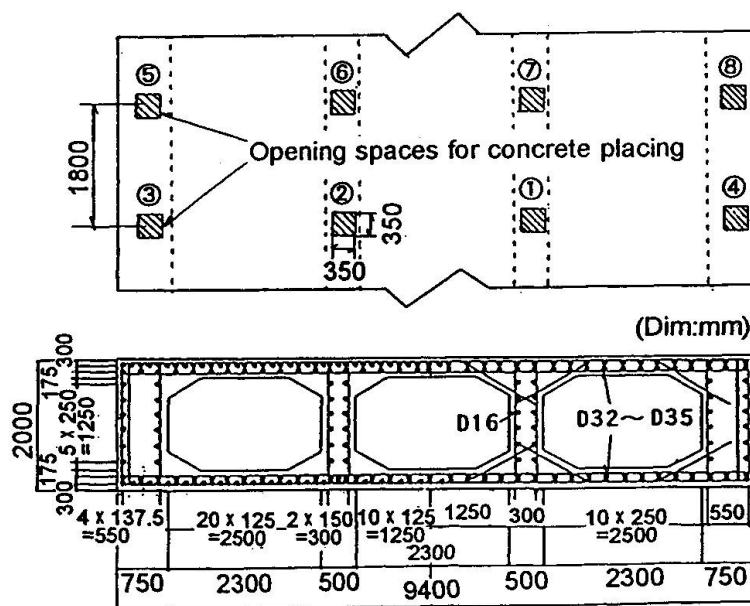 ⑤ ⑥ ⑦ ⑧
Opening spaces for concrete placing
1800
③ ② ① ④
350
350
(Dim:mm)
2000
300
175
5 x 250
=1250
175
300
D16
D32～D35
4 x 137.5
=550
20 x 125
=2500
2 x 150
=300
10 x 125
=1250
1250
300
10 x 250
=2500
550
2300
750 2300 500 9400 500 2300 750